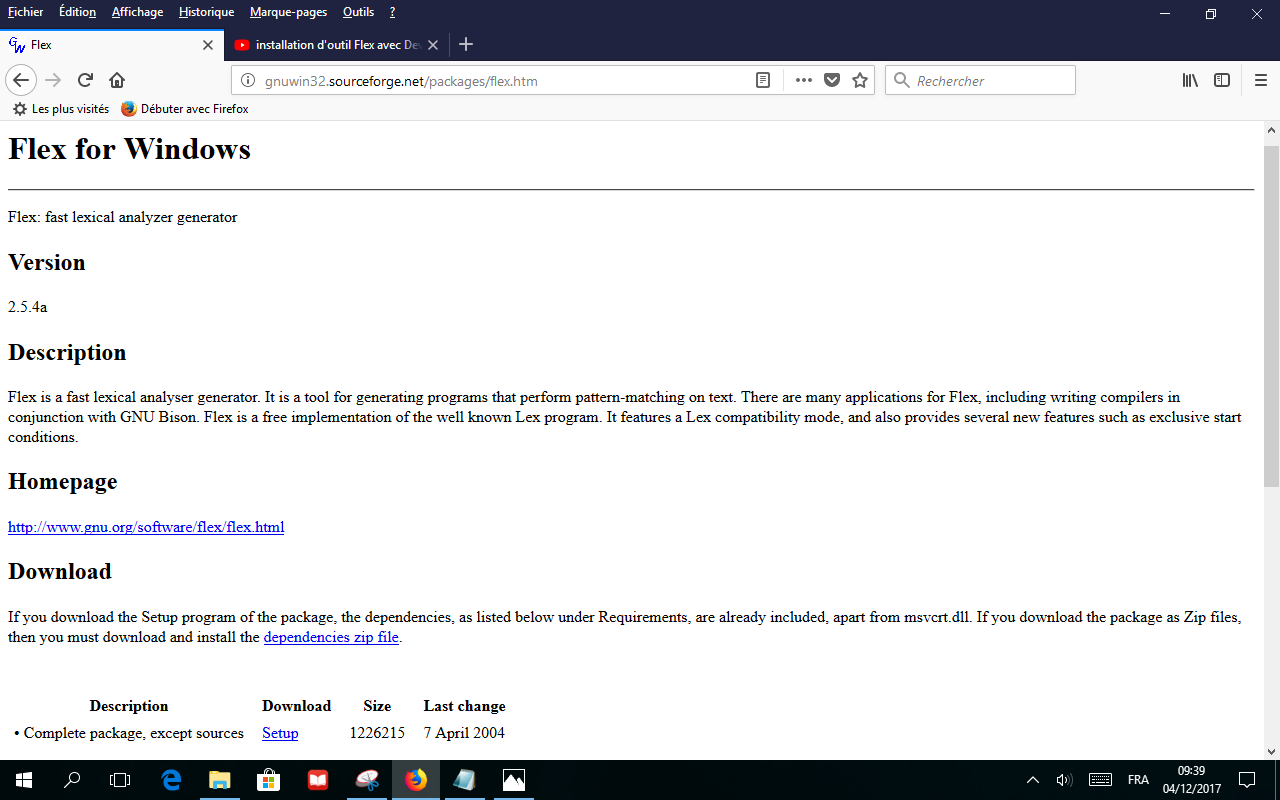 Fichier Édition Affichage Historique Marque-pages Outils ?
Flex
installation d'outil Flex avec De
gnuwin32.sourceforge.net/packages/flex.htm
Rechercher
Les plus visités
Débuter avec Firefox
Flex for Windows
Flex: fast lexical analyzer generator
Version
2.5.4a
Description
Flex is a fast lexical analyser generator. It is a tool for generating programs that perform pattern-matching on text. There are many applications for Flex, including writing compilers in
conjunction with GNU Bison. Flex is a free implementation of the well known Lex program. It features a Lex compatibility mode, and also provides several new features such as exclusive start
conditions.
Homepage
http://www.gnu.org/software/flex/flex.html
Download
If you download the Setup program of the package, the dependencies, as listed below under Requirements, are already included, apart from msvcrt.dll. If you download the package as Zip files,
then you must download and install the dependencies zip file.
Description Download Size Last change
• Complete package, except sources Setup 1226215 7 April 2004
FRA
09:39
04/12/2017